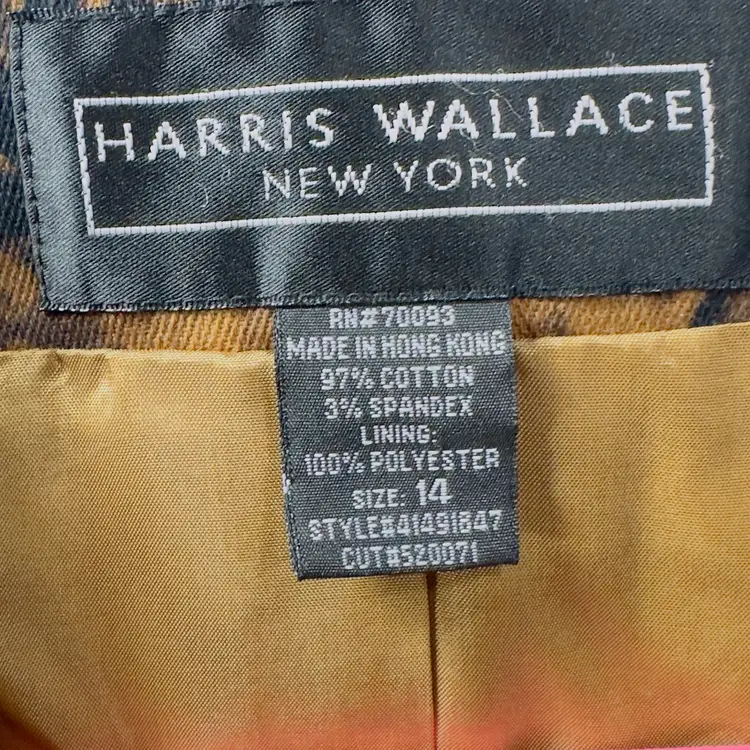 HARRIS WALLACE
NEW YORK
RN# 70093
MADE IN HONG KONG
97% COTTON
3% SPANDEX
LINING:
100% POLYESTER
SIZE: 14
STYLE#41491847
CUT#520071